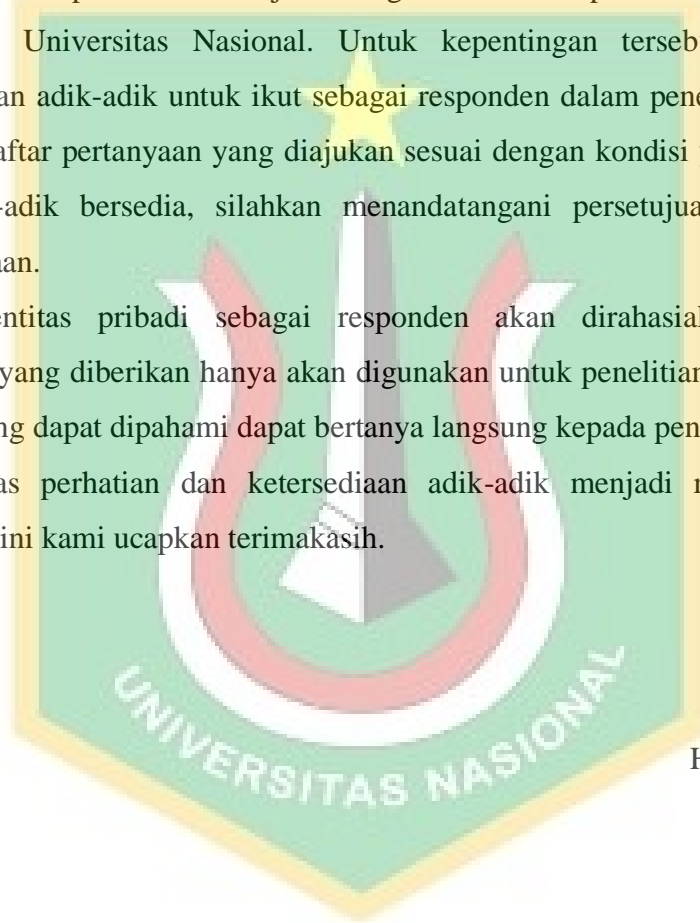 Universitas Nasional. Untuk kepentingan terseb
an adik-adik untuk ikut sebagai responden dalam pene
aftar pertanyaan yang diajukan sesuai dengan kondisi
-adik bersedia, silahkan menandatangani persetujua
aan.
entitas pribadi sebagai responden akan dirahasial
yang diberikan hanya akan digunakan untuk penelitian
ng dapat dipahami dapat bertanya langsung kepada pen
as perhatian dan ketersediaan adik-adik menjadi
ini kami ucapkan terimakasih.
UNIVERSITAS NASIONAL
H